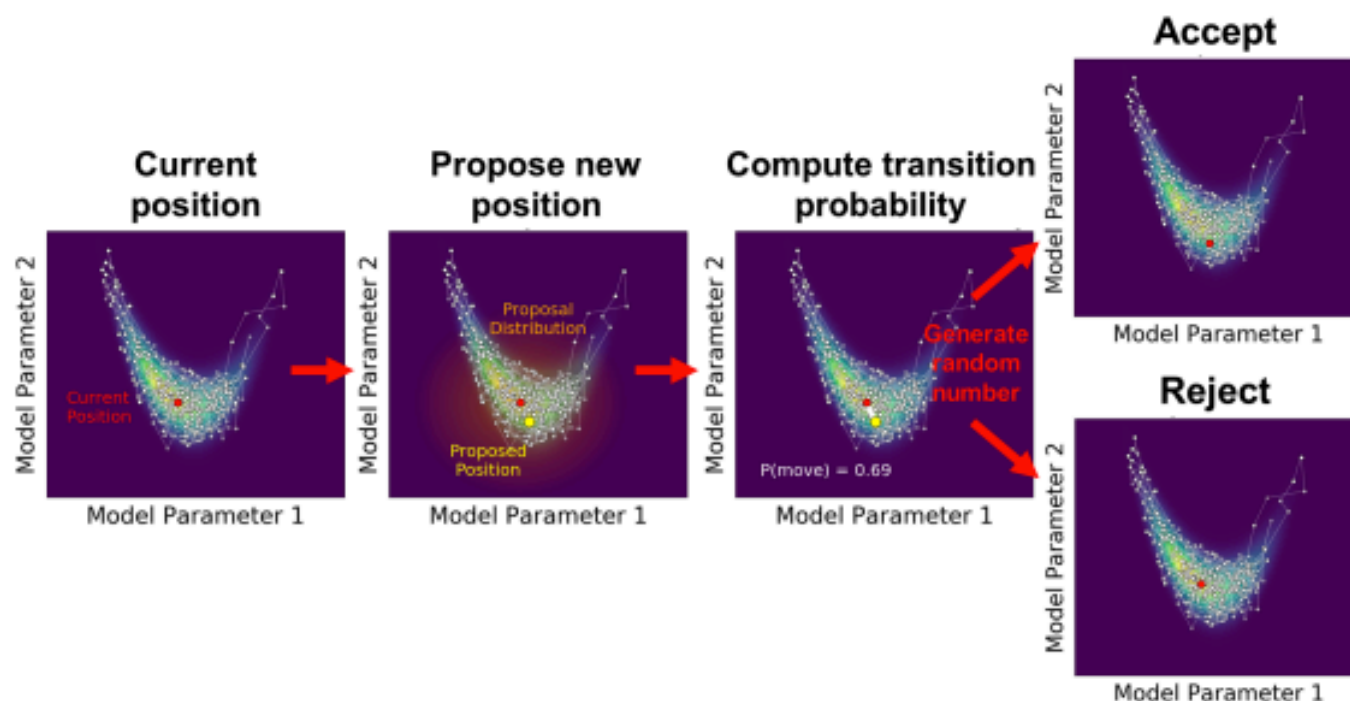 Current
position
Model Parameter 2
Current
Position
Model Parameter 1
Propose new
position
Model Parameter 2
Proposal
Distribution
Proposed
Position
Model Parameter 1
Compute transition
probability
Model Parameter 2
Generate
random
number
P(move) = 0.69
Model Parameter 1
Accept
Model Parameter 2
Model Parameter 1
Reject
Model Parameter 2
Model Parameter 1